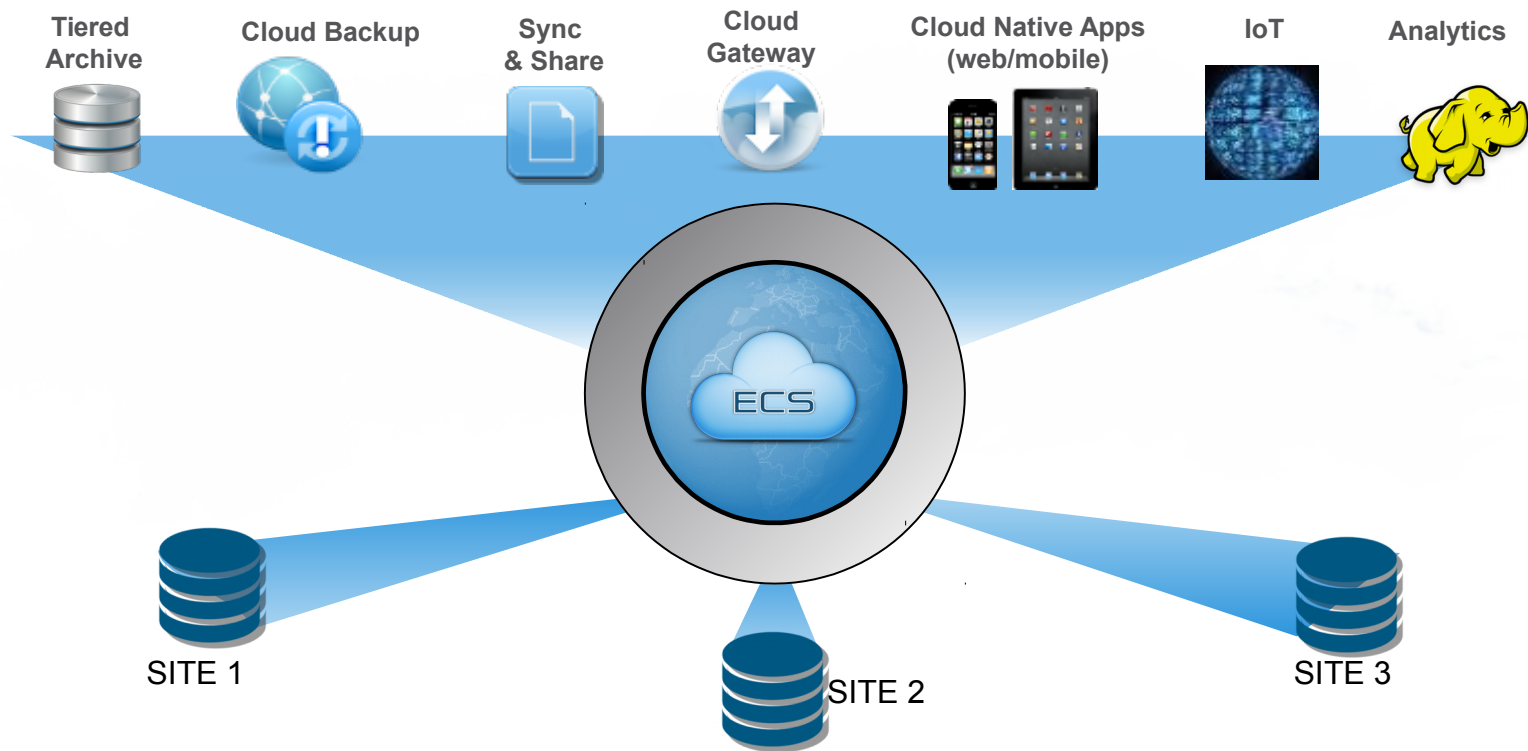 Tiered
Archive
Cloud Backup
Sync
& Share
Cloud
Gateway
Cloud Native Apps
(web/mobile)
IoT
Analytics
ECS
SITE 1
SITE 2
SITE 3